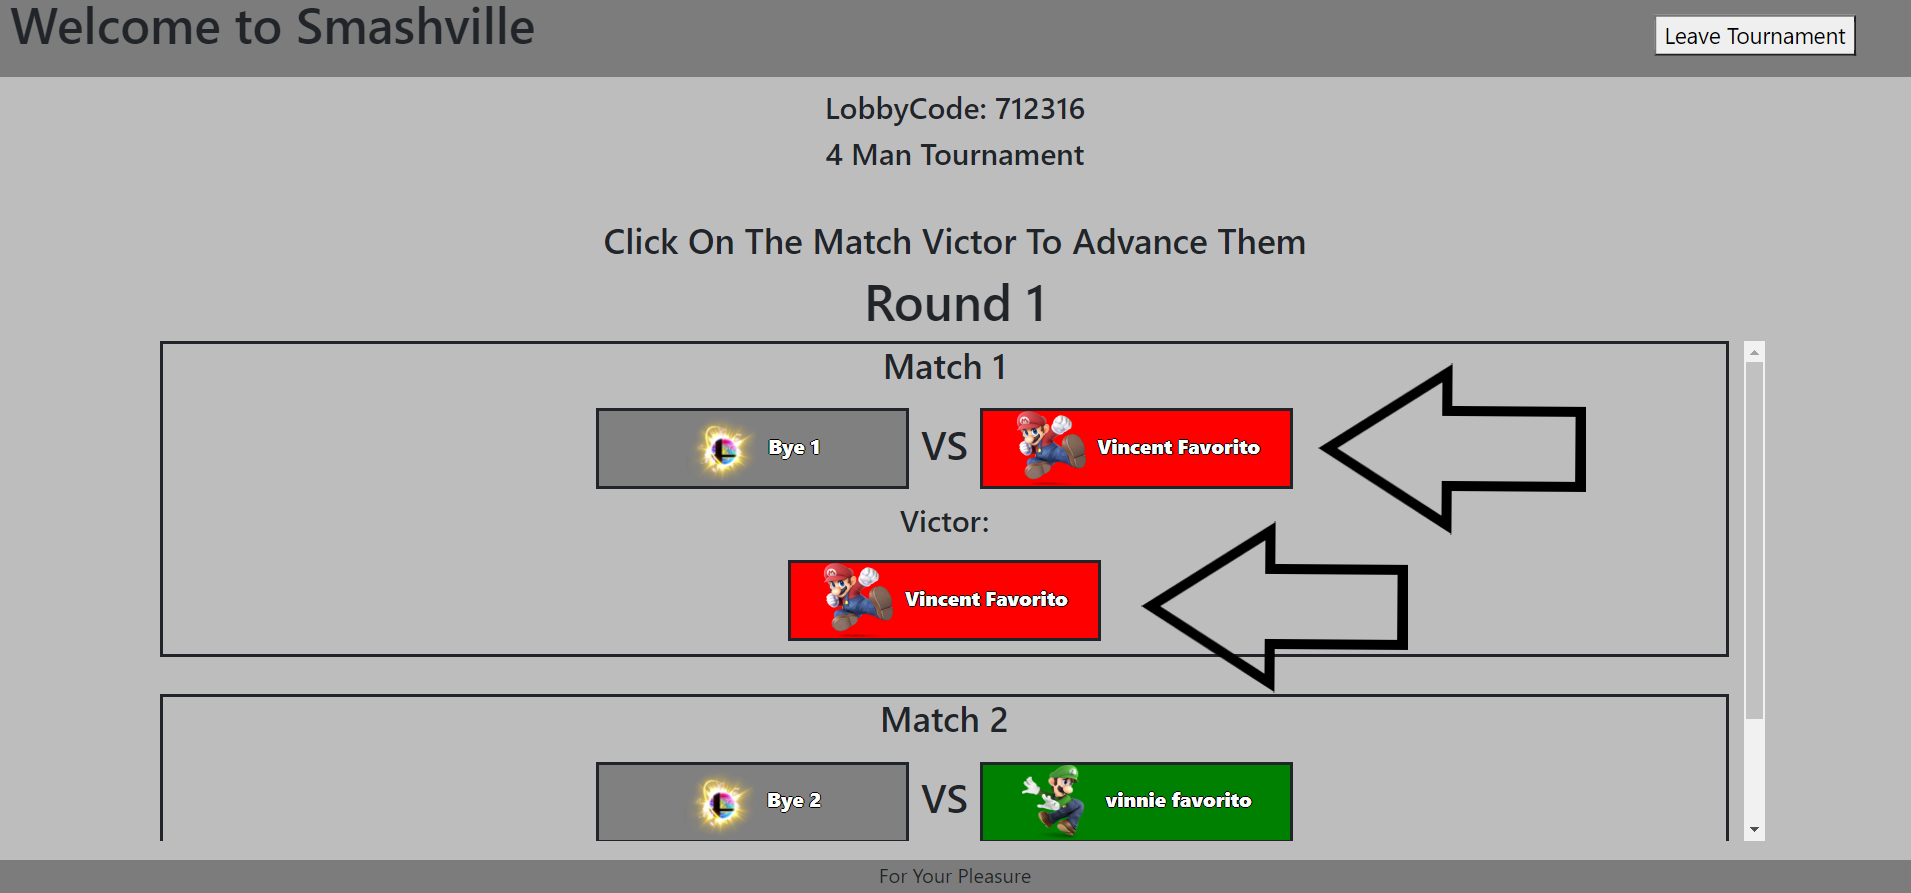 Welcome to Smashville
Leave Tournament
LobbyCode: 712316
4 Man Tournament
Click On The Match Victor To Advance Them
Round 1
Match 1
Bye 1
VS
Vincent Favorito
Victor:
Vincent Favorito
Match 2
Bye 2
VS
vinnie favorito
For Your Pleasure